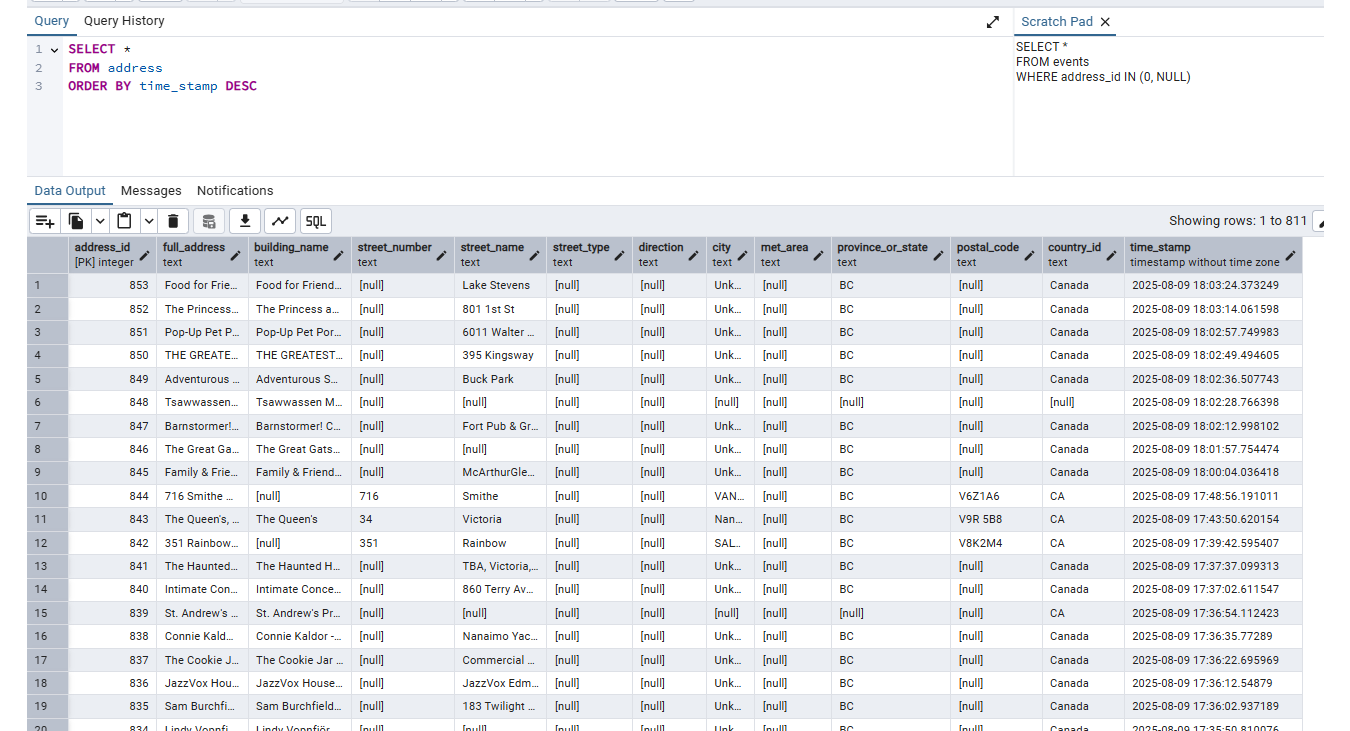 Query Query History
Scratch Pad
1 SELECT *
2 FROM address
3 ORDER BY time_stamp DESC
SELECT *
FROM events
WHERE address_id IN (0, NULL)
Data Output Messages Notifications
SQL
Showing rows: 1 to 811
address_id full_address building_name street_number street_name street_type direction city met_area province_or_state postal_code country_id time_stamp
[PK] integer text text text text text text text text text text text timestamp without time zone
1 853 Food for Frie... Food for Friend... [null] Lake Stevens [null] [null] Unk... [null] BC [null] Canada 2025-08-09 18:03:24.373249
2 852 The Princess... The Princess a... [null] 801 1st St [null] [null] Unk... [null] BC [null] Canada 2025-08-09 18:03:14.061598
3 851 Pop-Up Pet P... Pop-Up Pet Por... [null] 6011 Walter ... [null] [null] Unk... [null] BC [null] Canada 2025-08-09 18:02:57.749983
4 850 THE GREATE... THE GREATEST... [null] 395 Kingsway [null] [null] Unk... [null] BC [null] Canada 2025-08-09 18:02:49.494605
5 849 Adventurous ... Adventurous S... [null] Buck Park [null] [null] Unk... [null] BC [null] Canada 2025-08-09 18:02:36.507743
6 848 Tsawwassen... Tsawwassen M... [null] [null] [null] [null] [null] [null] [null] [null] [null] 2025-08-09 18:02:28.766398
7 847 Barnstormer!... Barnstormer! C... [null] Fort Pub & Gr... [null] [null] Unk... [null] BC [null] Canada 2025-08-09 18:02:12.998102
8 846 The Great Ga... The Great Gats... [null] [null] [null] [null] Unk... [null] BC [null] Canada 2025-08-09 18:01:57.754474
9 845 Family & Frie... Family & Friend... [null] McArthurGle... [null] [null] Unk... [null] BC [null] Canada 2025-08-09 18:00:04.036418
10 844 716 Smithe ... [null] 716 Smithe [null] [null] VAN... [null] BC V6Z1A6 CA 2025-08-09 17:48:56.191011
11 843 The Queen's, ... The Queen's 34 Victoria [null] [null] Nan... [null] BC V9R 5B8 CA 2025-08-09 17:43:50.620154
12 842 351 Rainbow... [null] 351 Rainbow [null] [null] SAL... [null] BC V8K2M4 CA 2025-08-09 17:39:42.595407
13 841 The Haunted... The Haunted H... [null] TBA, Victoria,... [null] [null] Unk... [null] BC [null] Canada 2025-08-09 17:37:37.099313
14 840 Intimate Con... Intimate Conce... [null] 860 Terry Av... [null] [null] Unk... [null] BC [null] Canada 2025-08-09 17:37:02.611547
15 839 St. Andrew's ... St. Andrew's Pr... [null] [null] [null] [null] [null] [null] [null] [null] CA 2025-08-09 17:36:54.112423
16 838 Connie Kald... Connie Kaldor -... [null] Nanaimo Yac... [null] [null] Unk... [null] BC [null] Canada 2025-08-09 17:36:35.77289
17 837 The Cookie J... The Cookie Jar ... [null] Commercial ... [null] [null] Unk... [null] BC [null] Canada 2025-08-09 17:36:22.695969
18 836 JazzVox Hou... JazzVox House... [null] JazzVox Edm... [null] [null] Unk... [null] BC [null] Canada 2025-08-09 17:36:12.54879
19 835 Sam Burchfi... Sam Burchfield... [null] 183 Twilight ... [null] [null] Unk... [null] BC [null] Canada 2025-08-09 17:36:02.937189
20 834 [null] [null] [null] [null] Unk... [null] BC [null] Canada 2025-08-09 17:35:50.810076